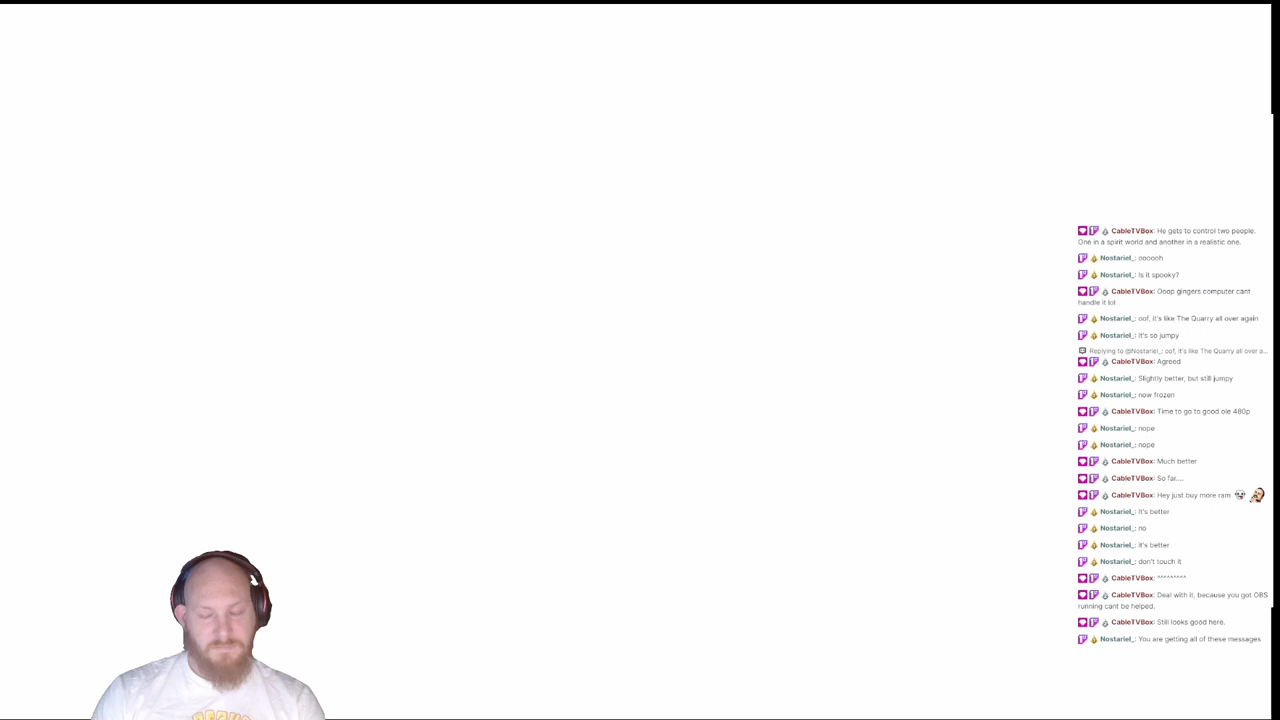 CableTVBox: He gets to control two people.
One in a spirit world and another in a realistic one.
Nostariel_: oooooh
Nostariel_: Is it spooky?
CableTVBox: Ooop gingers computer cant
handle it lol
Nostariel_: oof, it's like The Quarry all over again
Nostariel_: It's so jumpy
Replying to @Nostariel_: oof, it's like The Quarry all over a...
CableTVBox: Agreed
Nostariel_: Slightly better, but still jumpy
Nostariel_: now frozen
CableTVBox: Time to go to good ole 480p
Nostariel_: nope
Nostariel_: nope
CableTVBox: Much better
CableTVBox: So far....
CableTVBox: Hey just buy more ram
Nostariel_: It's better
Nostariel_: no
Nostariel_: it's better
Nostariel_: don't touch it
CableTVBox: ^^^^^^^^^
CableTVBox: Deal with it, because you got OBS
running cant be helped.
CableTVBox: Still looks good here.
Nostariel_: You are getting all of these messages